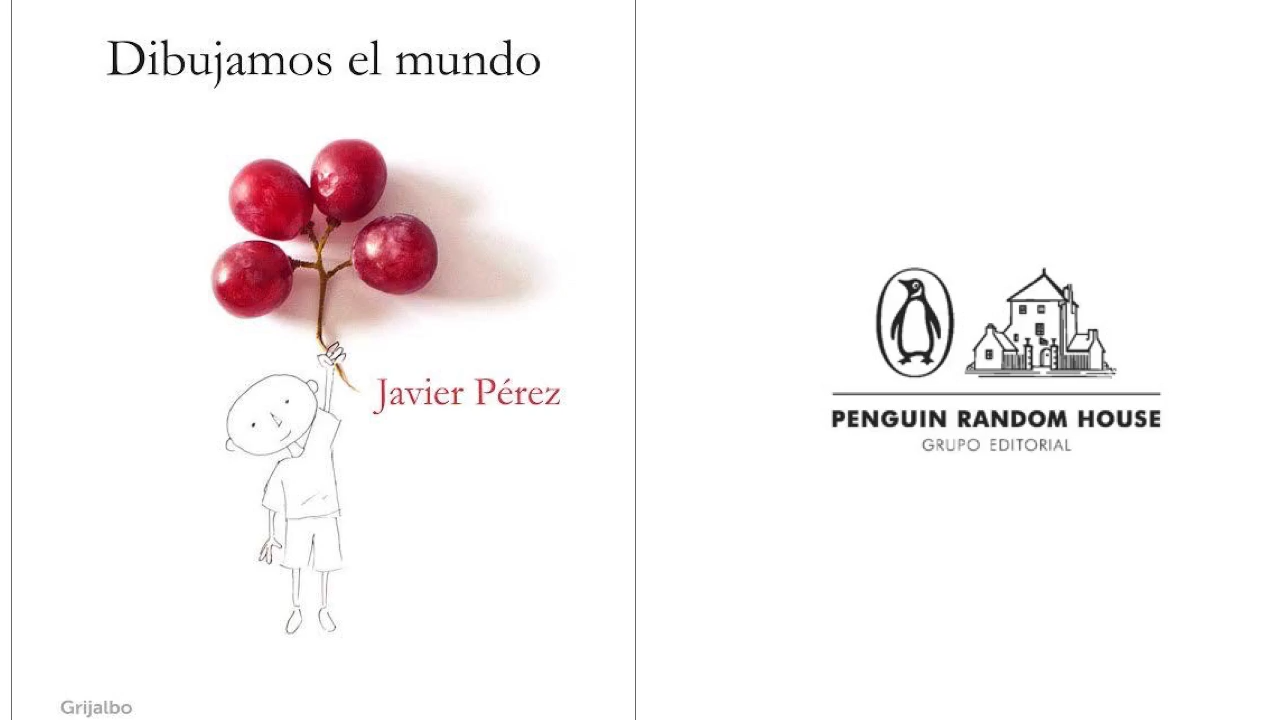 Dibujamos el mundo
Javier Pérez
Grijalbo
PENGUIN RANDOM HOUSE
GRUPO EDITORIAL